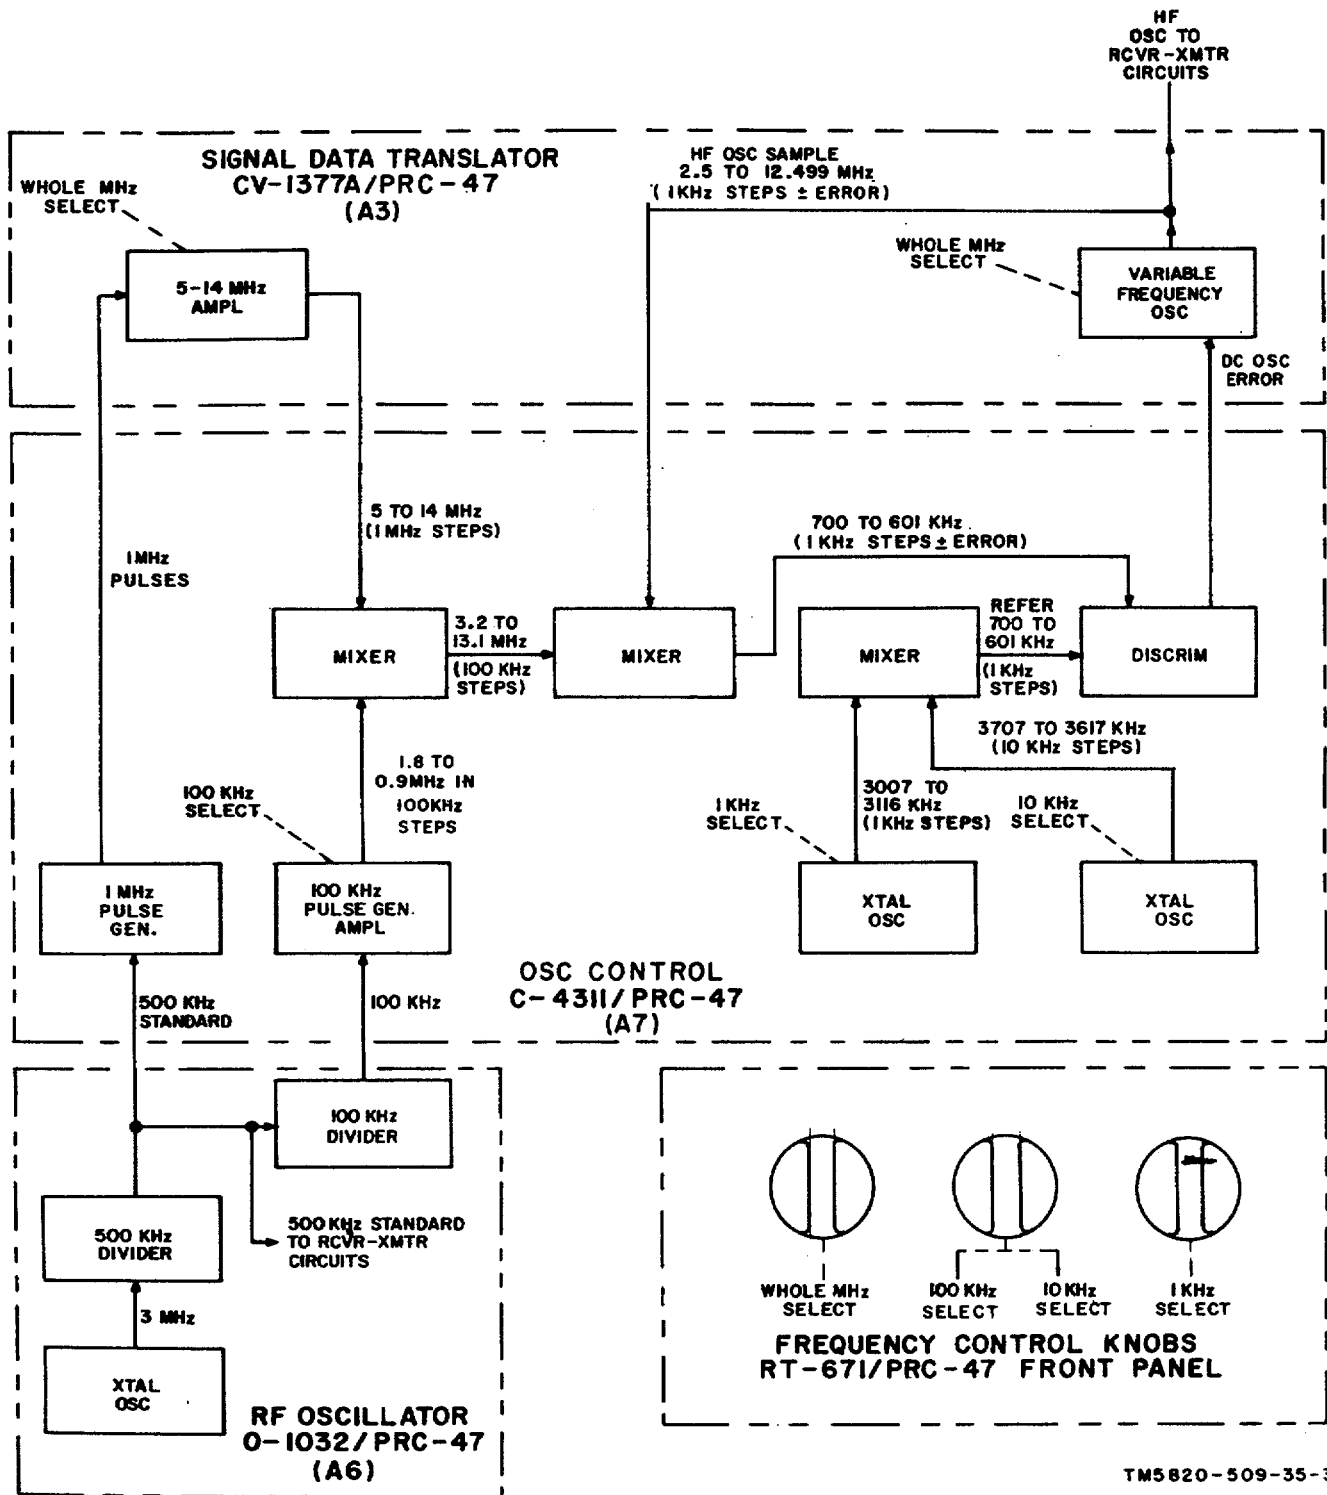 HF
OSC TO
RCVR-XMTR
CIRCUITS
SIGNAL DATA TRANSLATOR
CV-1377A/PRC-47
(A3)
WHOLE MHz
SELECT
5-14 MHz
AMPL
HF OSC SAMPLE
2.5 TO 12.499 MHz
(1KHz STEPS ± ERROR)
WHOLE MHz
SELECT
VARIABLE
FREQUENCY
OSC
DC OSC
ERROR
1MHz
PULSES
5 TO 14 MHz
(1MHz STEPS)
700 TO 601 KHz
(1KHz STEPS ± ERROR)
MIXER
3.2 TO
13.1 MHz
(100 KHz
STEPS)
MIXER
MIXER
REFER
700 TO
601 KHz
(1KHz
STEPS)
DISCRIM
1.8 TO
0.9MHz IN
100KHz
STEPS
100 KHz
SELECT
3707 TO 3617 KHz
(10 KHz STEPS)
3007 TO
3116 KHz
(1KHz STEPS)
1KHz
SELECT
10 KHz
SELECT
1 MHz
PULSE
GEN.
100 KHz
PULSE GEN.
AMPL
XTAL
OSC
XTAL
OSC
OSC CONTROL
C-4311/PRC-47
(A7)
500 KHz
STANDARD
100 KHz
100 KHz
DIVIDER
500 KHz
DIVIDER
500 KHz STANDARD
TO RCVR-XMTR
CIRCUITS
3 MHz
XTAL
OSC
RF OSCILLATOR
O-1032/PRC-47
(A6)
WHOLE MHz
SELECT
100 KHz
SELECT
10KHz
SELECT
1 KHz
SELECT
FREQUENCY CONTROL KNOBS
RT-671/PRC-47 FRONT PANEL
TM5820-509-35-3